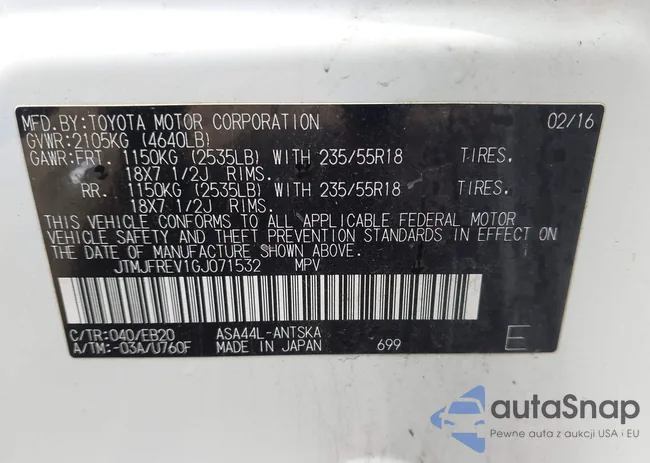 MFD.BY:TOYOTA MOTOR CORPORATION 02/16
GVWR:2105KG (4640LB)
GAWR:FRT. 1150KG (2535LB) WITH 235/55R18 TIRES.
18X7 1/2J RIMS.
RR. 1150KG (2535LB) WITH 235/55R18 TIRES.
18X7 1/2J RIMS.
THIS VEHICLE CONFORMS TO ALL APPLICABLE FEDERAL MOTOR
VEHICLE SAFETY AND THEFT PREVENTION STANDARDS IN EFFECT ON
THE DATE OF MANUFACTURE SHOWN ABOVE.
JTMJFREV1GJ071532 MPV
C/TR:040/EB20 ASA44L-ANTSKA
A/TM:-03A/U760F MADE IN JAPAN 699 E
autaSnap
Pewne auta z aukcji USA i EU